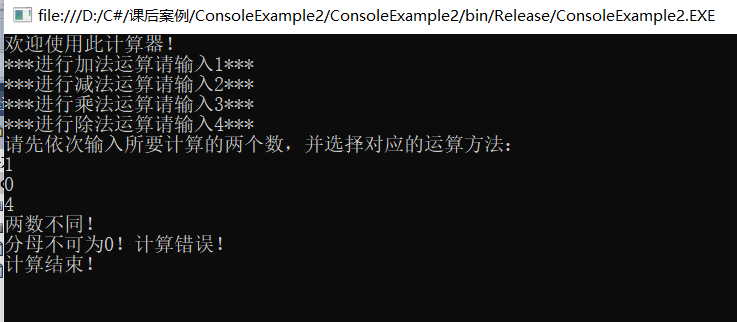 file:///D:/C#/课后案例/ConsoleExample2/ConsoleExample2/bin/Release/ConsoleExample2.EXE
欢迎使用此计算器!
***进行加法运算请输入1***
***进行减法运算请输入2***
***进行乘法运算请输入3***
***进行除法运算请输入4***
请先依次输入所要计算的两个数,并选择对应的运算方法:
1
0
4
两数不同!
分母不可为0! 计算错误!
计算结束!